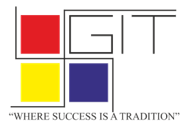 GIT
“WHERE SUCCESS IS A TRADITION”